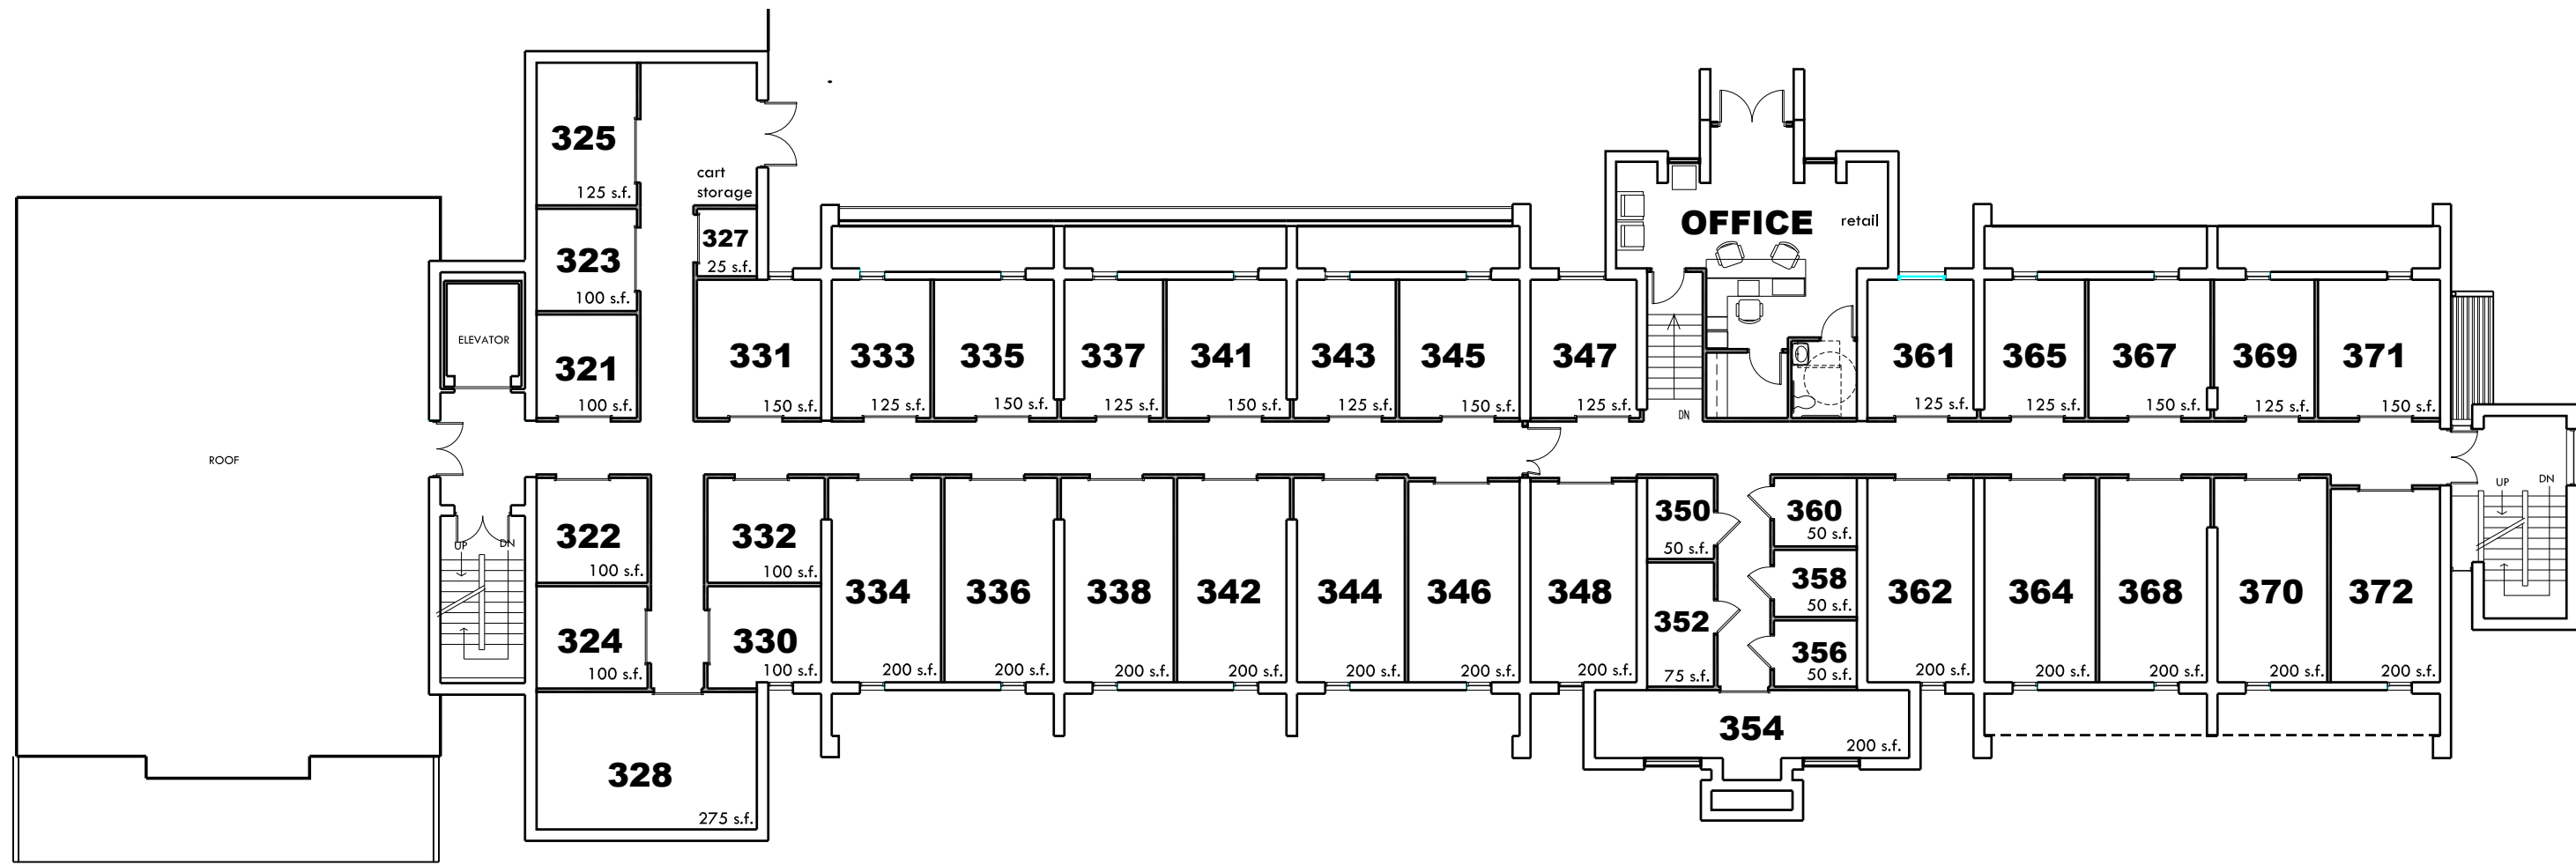 325
125 s.f.
cart
storage
OFFICE
retail
327
25 s.f.
323
100 s.f.
ELEVATOR
321
100 s.f.
331
150 s.f.
333
125 s.f.
335
150 s.f.
337
125 s.f.
341
150 s.f.
343
125 s.f.
345
150 s.f.
347
125 s.f.
DN
361
125 s.f.
365
125 s.f.
367
150 s.f.
369
125 s.f.
371
150 s.f.
ROOF
UP
DN
322
100 s.f.
332
100 s.f.
324
100 s.f.
330
100 s.f.
334
200 s.f.
336
200 s.f.
338
200 s.f.
342
200 s.f.
344
200 s.f.
346
200 s.f.
348
200 s.f.
350
50 s.f.
352
75 s.f.
360
50 s.f.
358
50 s.f.
356
50 s.f.
362
200 s.f.
364
200 s.f.
368
200 s.f.
370
200 s.f.
372
200 s.f.
UP
DN
328
275 s.f.
354
200 s.f.